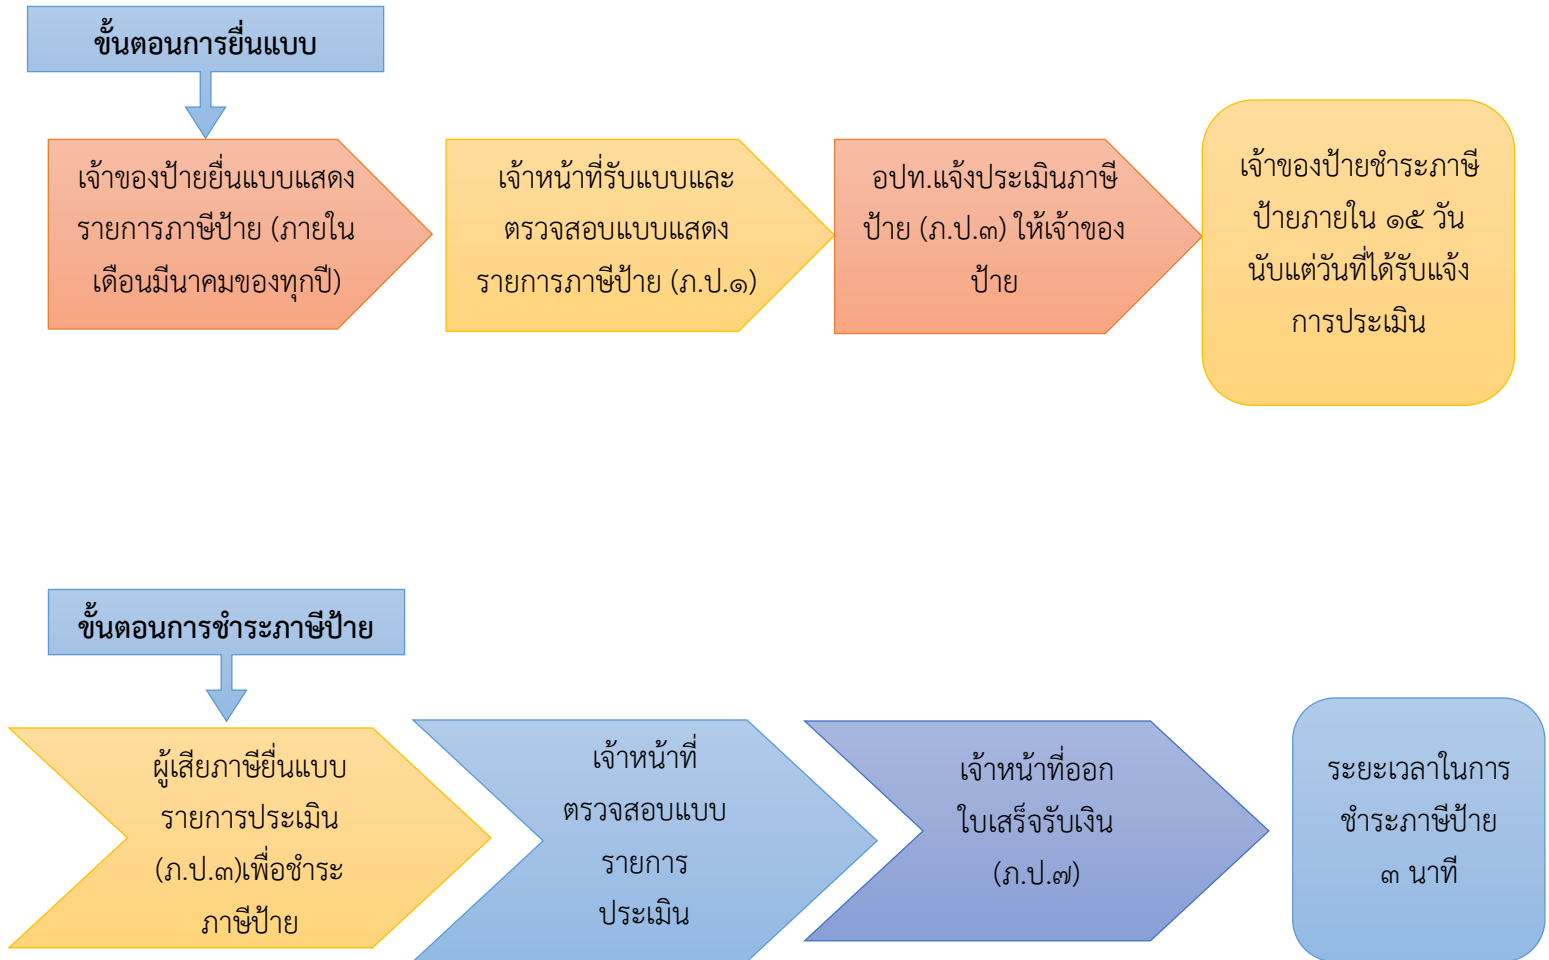 ขั้นตอนการยื่นแบบ
เจ้าของป้ายยื่นแบบแสดง
รายการภาษีป้าย (ภายใน
เดือนมีนาคมของทุกปี)
เจ้าหน้าที่รับแบบและ
ตรวจสอบแบบแสดง
รายการภาษีป้าย (ภ.ป.๑)
อปท.แจ้งประเมินภาษี
ป้าย (ภ.ป.๓) ให้เจ้าของ
ป้าย
เจ้าของป้ายชำระภาษี
ป้ายภายใน ๑๕ วัน
นับแต่วันที่ได้รับแจ้ง
การประเมิน
ขั้นตอนการชำระภาษีป้าย
ผู้เสียภาษียื่นแบบ
รายการประเมิน
(ภ.ป.๓)เพื่อชำระ
ภาษีป้าย
เจ้าหน้าที่
ตรวจสอบแบบ
รายการ
ประเมิน
เจ้าหน้าที่ออก
ใบเสร็จรับเงิน
(ภ.ป.๗)
ระยะเวลาในการ
ชำระภาษีป้าย
๓ นาที